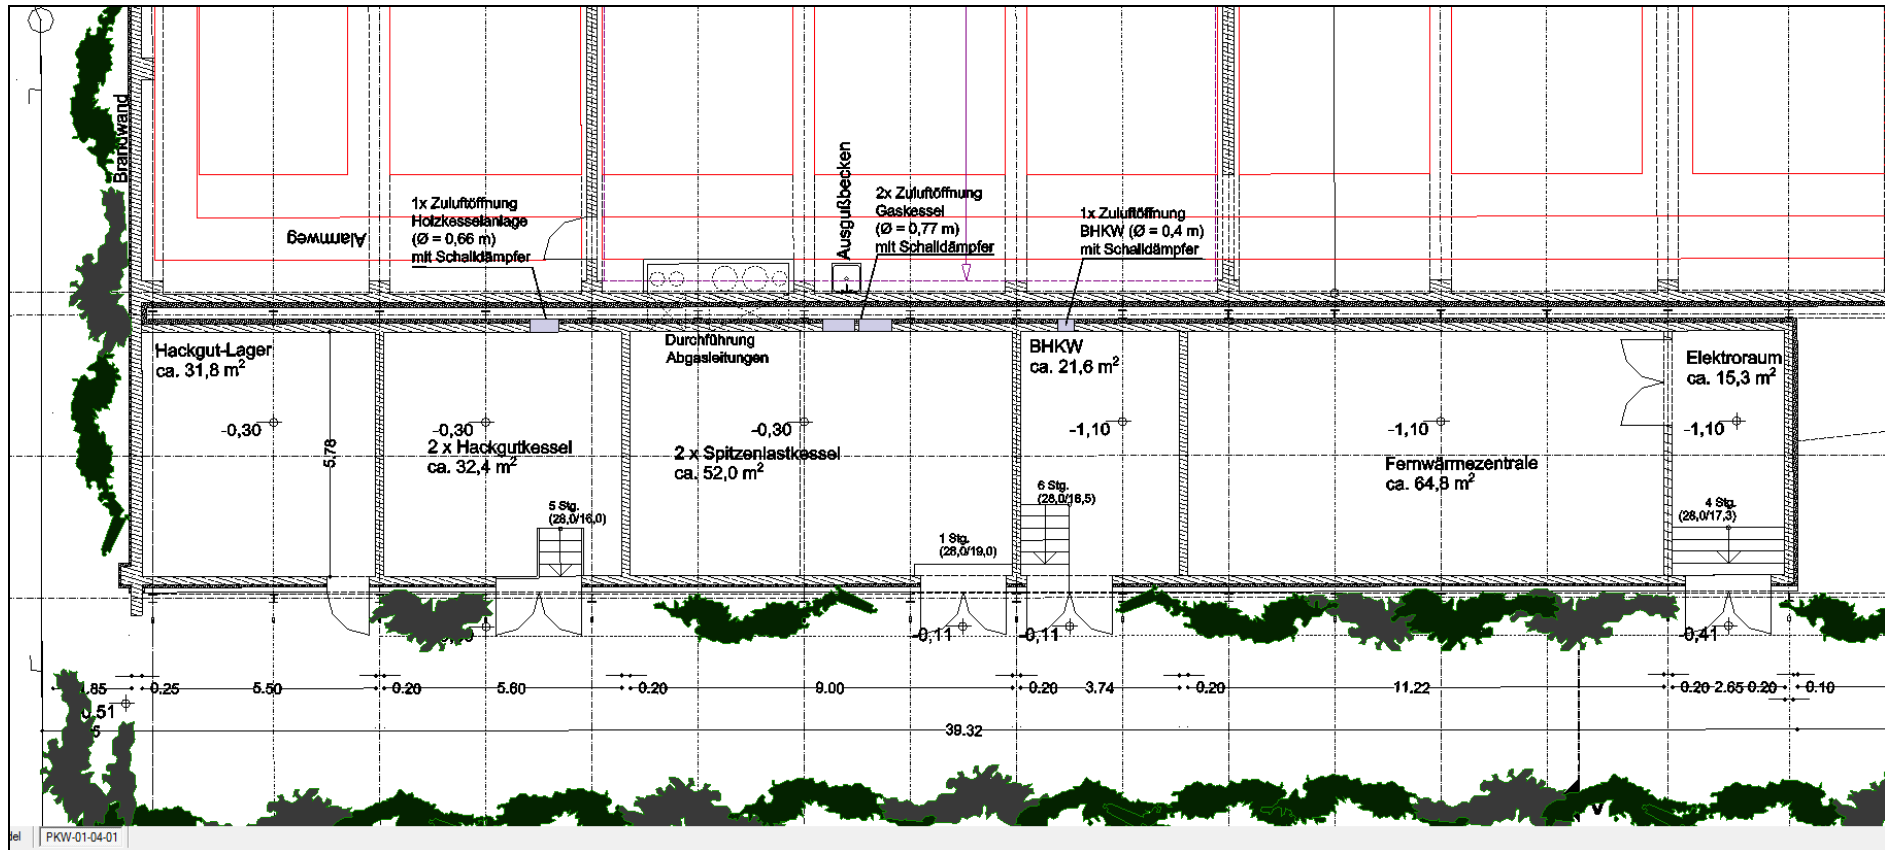 Brandwand
Alarmweg
1x Zuluftöffnung
Holzkesselanlage
(Ø = 0,66 m)
mit Schalldämpfer
Ausgußbecken
2x Zuluftöffnung
Gaskessel
(Ø = 0,77 m)
mit Schalldämpfer
1x Zuluftöffnung
BHKW (Ø = 0,4 m)
mit Schalldämpfer
Durchführung
Abgasleitungen
Hackgut-Lager
ca. 31,8 m²
-0,30
5,78
-0,30
2 x Hackgutkessel
ca. 32,4 m²
5 Stg.
(28,0/16,0)
-0,30
2 x Spitzenlastkessel
ca. 52,0 m²
1 Stg.
(28,0/19,0)
BHKW
ca. 21,6 m²
-1,10
6 Stg.
(28,0/16,5)
-1,10
Fernwärmezentrale
ca. 64,8 m²
Elektroraum
ca. 15,3 m²
-1,10
4 Stg.
(28,0/17,3)
-0,11
-0,11
-0,41
.85
0.25
5.50
0.20
5.60
0.20
9.00
0.20
3.74
0.20
11.22
0.20
2.65
0.20
0.10
0.51
5
39.32
V
del
PKW-01-04-01